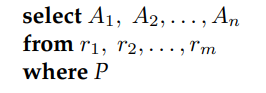 select A₁, A₂, . . . , Aₙ
from r₁, r₂, . . . , rₘ
where P